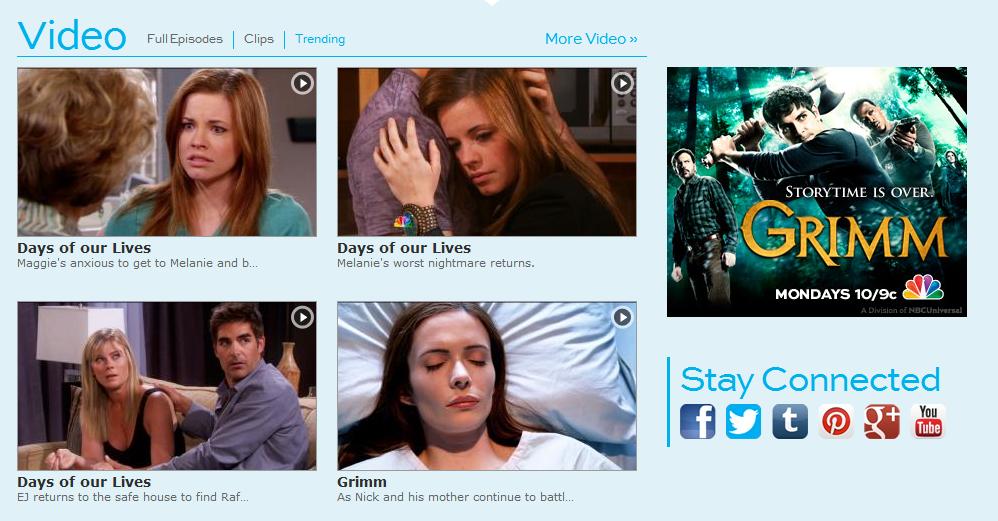 Video
Full Episodes
Clips
Trending
More Video »
Days of our Lives
Maggie's anxious to get to Melanie and b...
Days of our Lives
Melanie's worst nightmare returns.
Days of our Lives
EJ returns to the safe house to find Raf...
Grimm
As Nick and his mother continue to battl...
STORYTIME IS OVER.
GRIMM
MONDAYS 10/9c
A Division of NBCUniversal
Stay Connected
f
t
g+
You
Tube